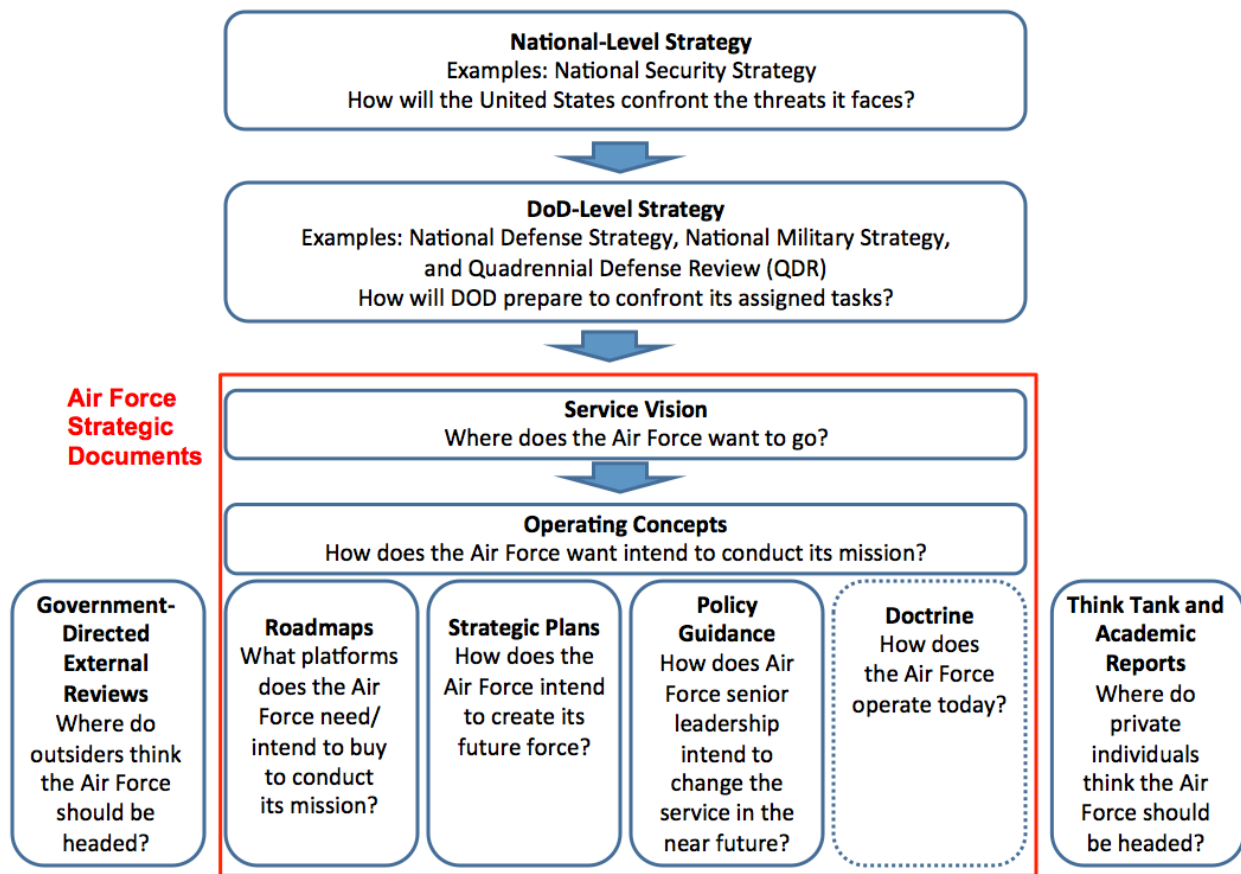 National-Level Strategy
Examples: National Security Strategy
How will the United States confront the threats it faces?
DoD-Level Strategy
Examples: National Defense Strategy, National Military Strategy,
and Quadrennial Defense Review (QDR)
How will DOD prepare to confront its assigned tasks?
Air Force
Strategic
Documents
Service Vision
Where does the Air Force want to go?
Operating Concepts
How does the Air Force want intend to conduct its mission?
Government-
Directed
External
Reviews
Where do
outsiders think
the Air Force
should be
headed?
Roadmaps
What platforms
does the Air
Force need/
intend to buy
to conduct
its mission?
Strategic Plans
How does the
Air Force intend
to create its
future force?
Policy
Guidance
How does Air
Force senior
leadership
intend to
change the
service in the
near future?
Doctrine
How does
the Air Force
operate today?
Think Tank and
Academic
Reports
Where do
private
individuals
think the Air
Force should
be headed?